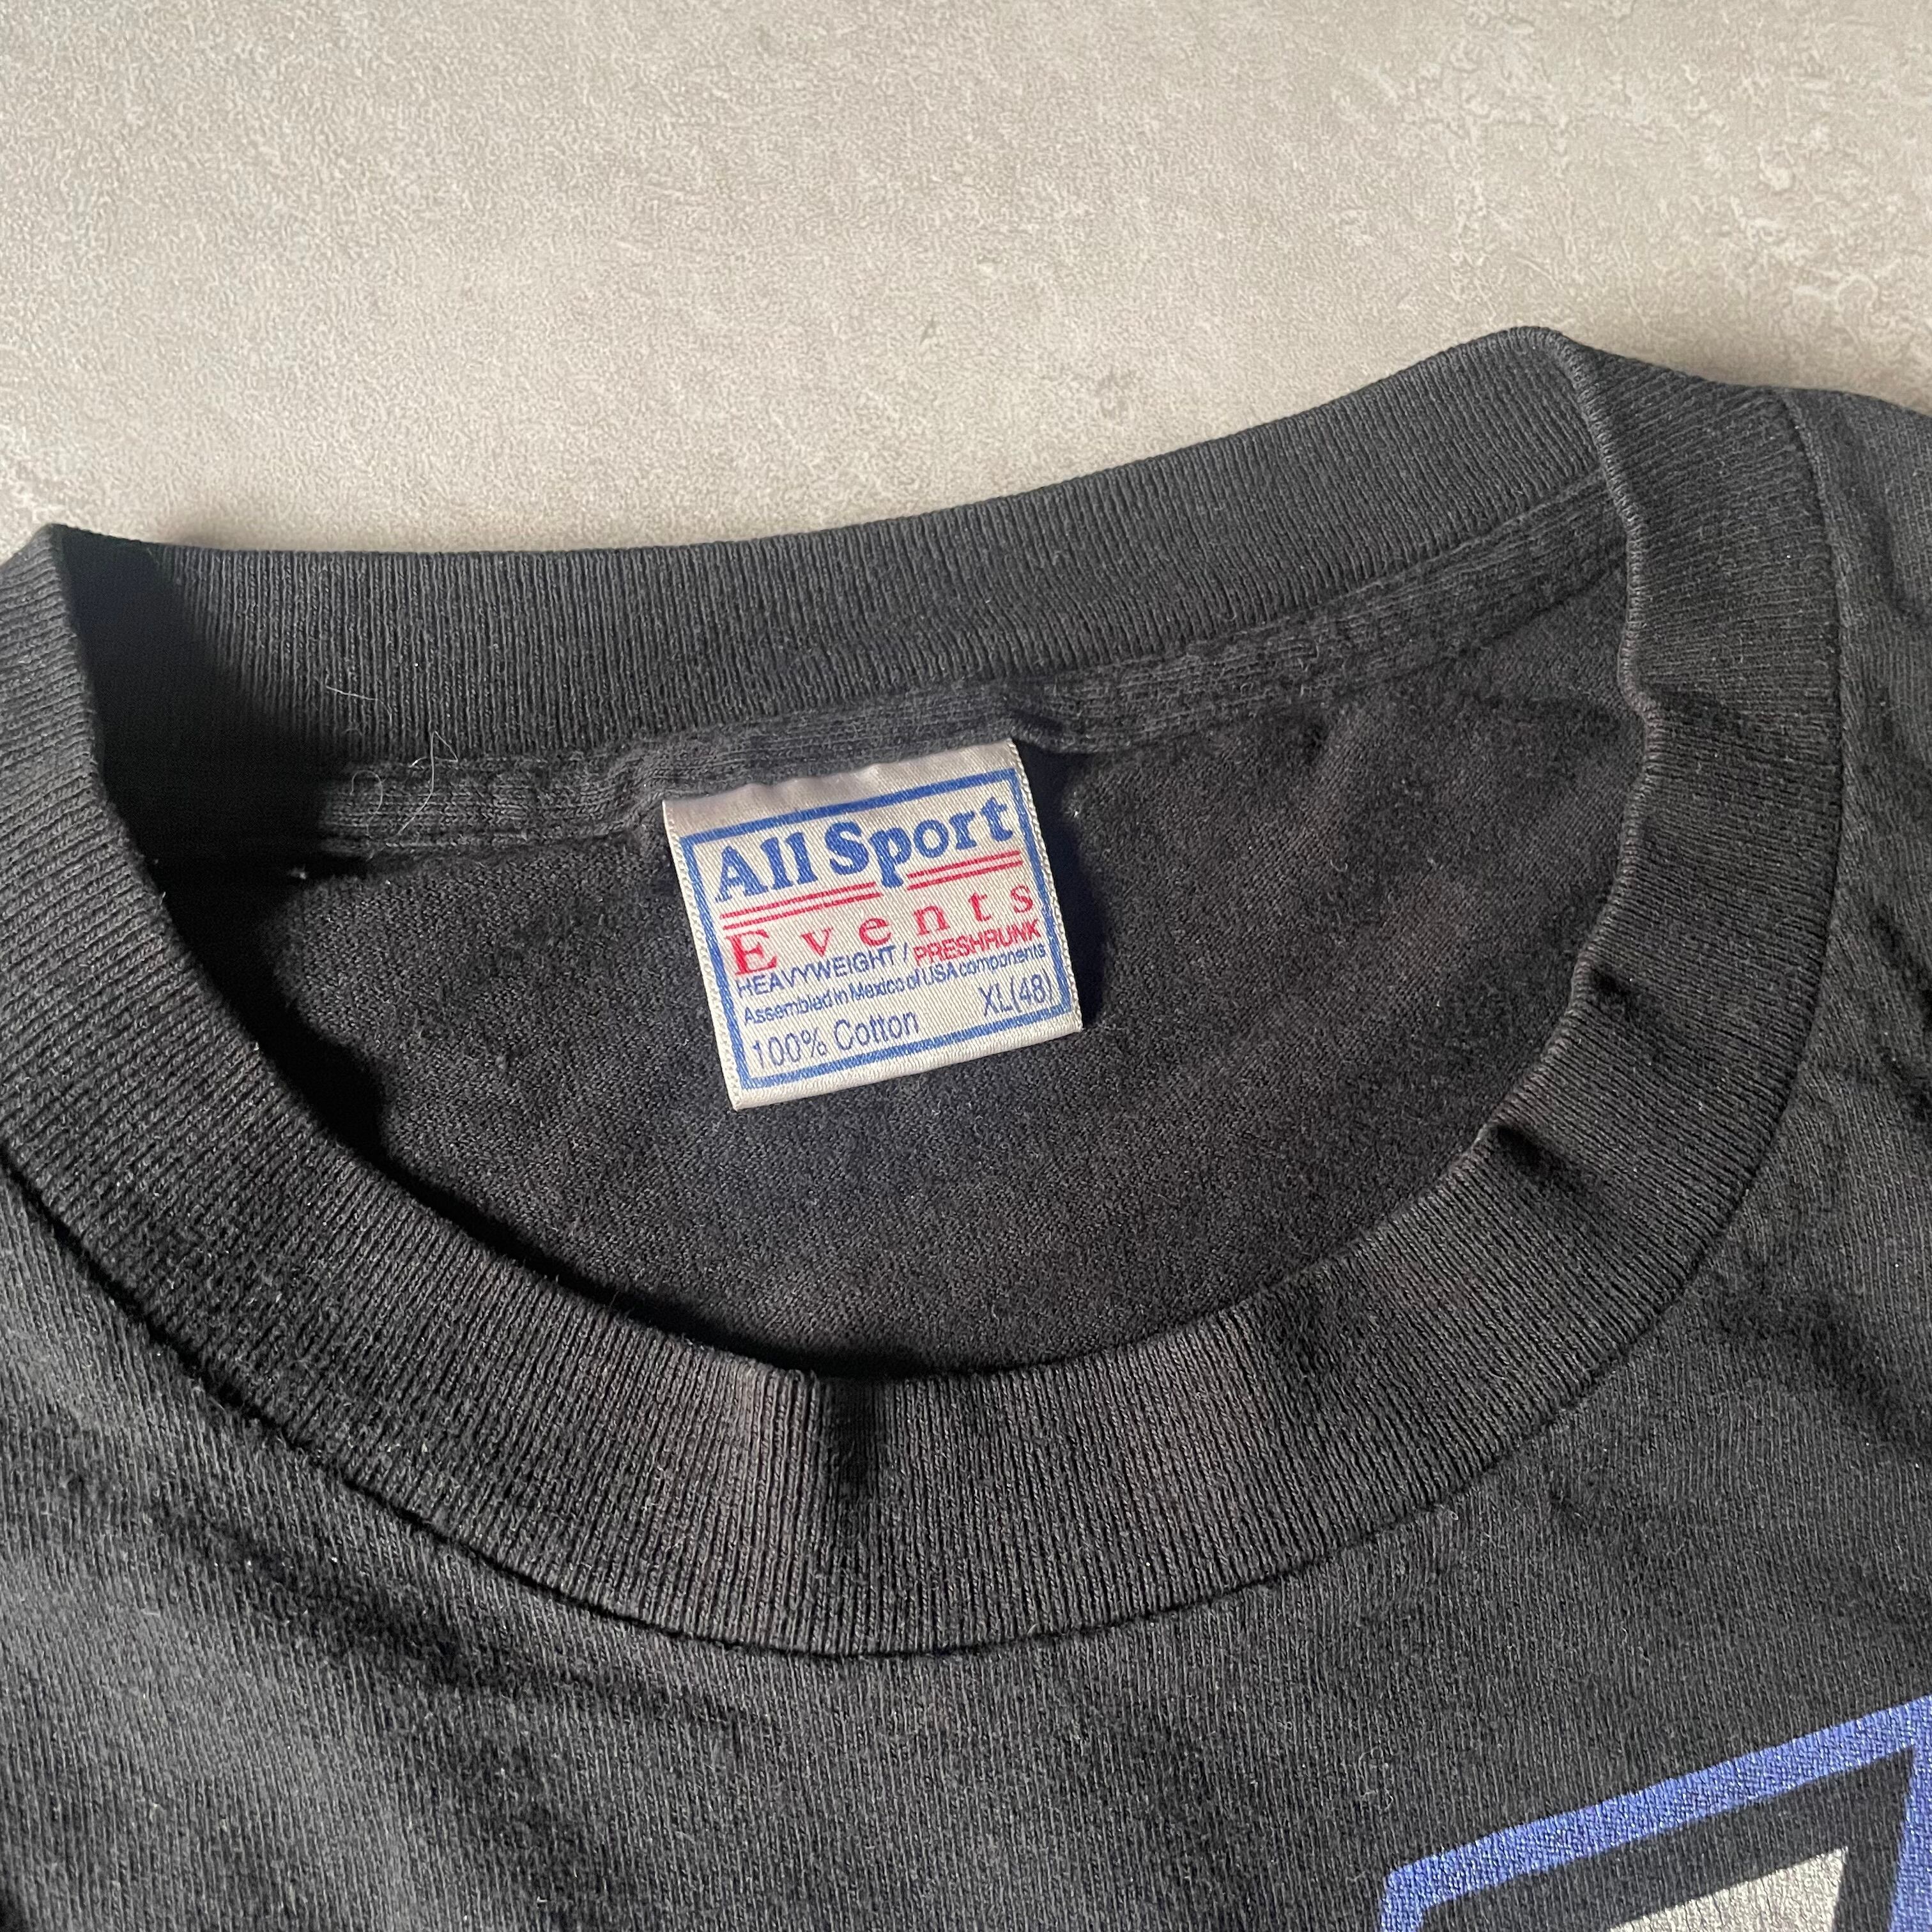 All Sport
Events
HEAVYWEIGHT / PRESHRUNK
Assembled in Mexico of USA components
XL(48)
100% Cotton